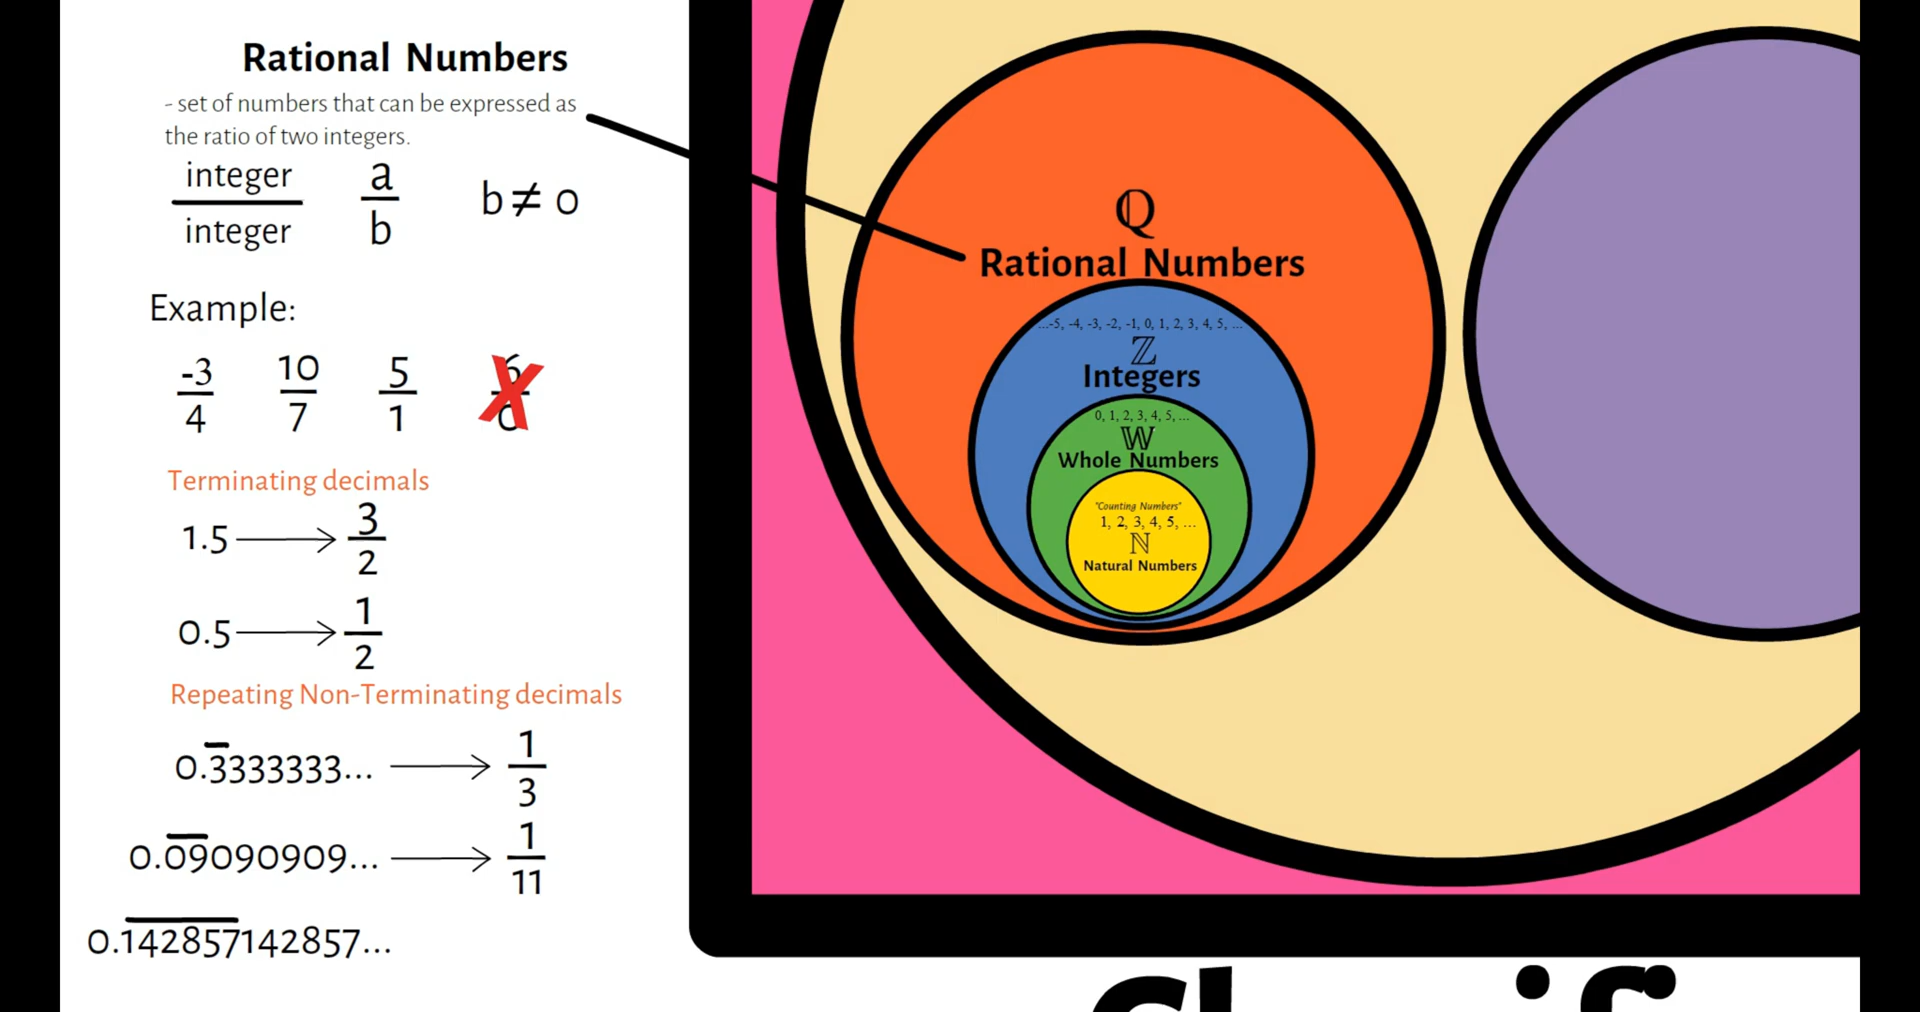 Rational Numbers
- set of numbers that can be expressed as
the ratio of two integers.
integer
integer
a
b
b ≠ 0
Example:
-3
4
10
7
5
1
6
0
Terminating decimals
1.5 → 3
2
0.5 → 1
2
Repeating Non-Terminating decimals
0.3333333... → 1
3
0.09090909... → 1
11
0.142857142857...
ℚ
Rational Numbers
...-5, -4, -3, -2, -1, 0, 1, 2, 3, 4, 5, ...
ℤ
Integers
0, 1, 2, 3, 4, 5, ...
𝕎
Whole Numbers
"Counting Numbers"
1, 2, 3, 4, 5, ...
ℕ
Natural Numbers